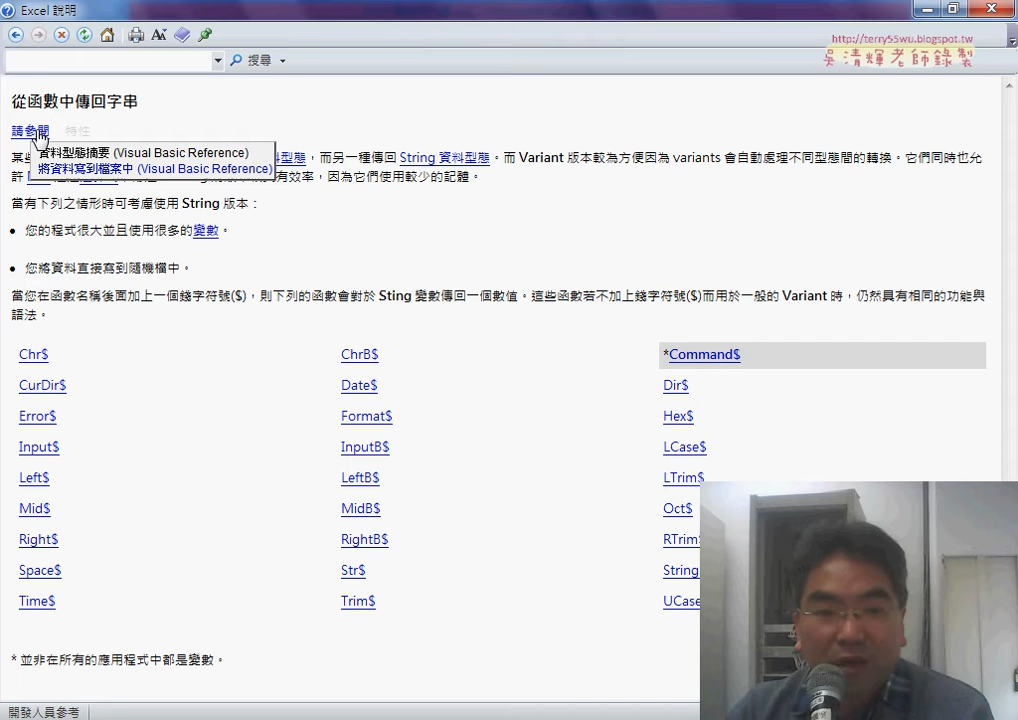 Excel 說明
http://terry55wu.blogspot.tw
吳清輝老師錄製
搜尋
從函數中傳回字串
請參閱 特性
資料型態摘要 (Visual Basic Reference)
將資料寫到檔案中 (Visual Basic Reference)
料型態，而另一種傳回 String 資料型態。而 Variant 版本較為方便因為 variants 會自動處理不同型態間的轉換。它們同時也允
許 有效率，因為它們使用較少的記體。
當有下列之情形時可考慮使用 String 版本：
• 您的程式很大並且使用很多的變數。
• 您將資料直接寫到隨機檔中。
當您在函數名稱後面加上一個錢字符號($)，則下列的函數會對於 Sting 變數傳回一個數值。這些函數若不加上錢字符號($)而用於一般的 Variant 時，仍然具有相同的功能與
語法。
Chr$ ChrB$ *Command$
CurDir$ Date$ Dir$
Error$ Format$ Hex$
Input$ InputB$ LCase$
Left$ LeftB$ LTrim$
Mid$ MidB$ Oct$
Right$ RightB$ RTrim
Space$ Str$ String
Time$ Trim$ UCase
* 並非在所有的應用程式中都是變數。
開發人員參考